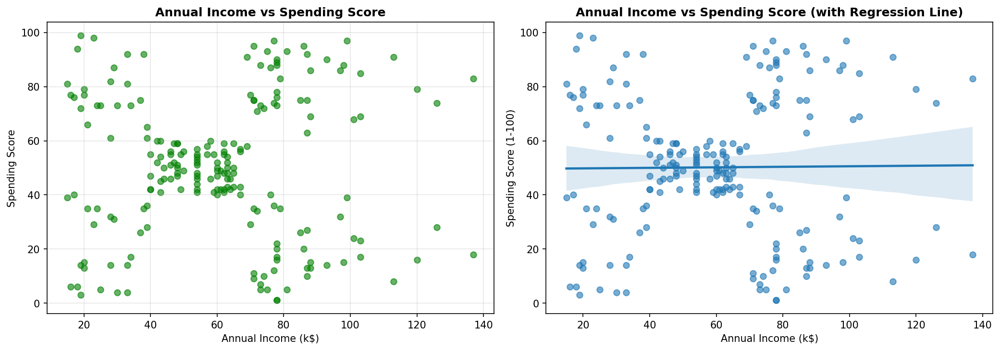 Annual Income vs Spending Score
100
80
60
40
20
0
Spending Score
20 40 60 80 100 120 140
Annual Income (k$)
Annual Income vs Spending Score (with Regression Line)
100
80
60
40
20
0
Spending Score (1-100)
20 40 60 80 100 120 140
Annual Income (k$)